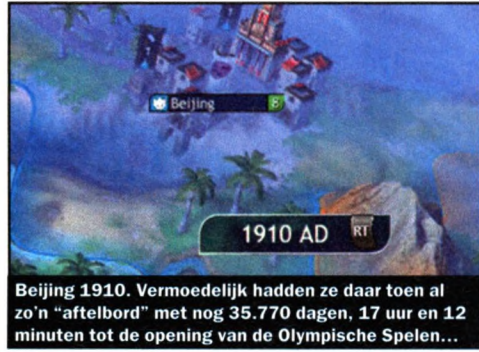 Beijing 8
1910 AD RT
Beijing 1910. Vermoedelijk hadden ze daar toen al
zo'n “aftelbord” met nog 35.770 dagen, 17 uur en 12
minuten tot de opening van de Olympische Spelen...